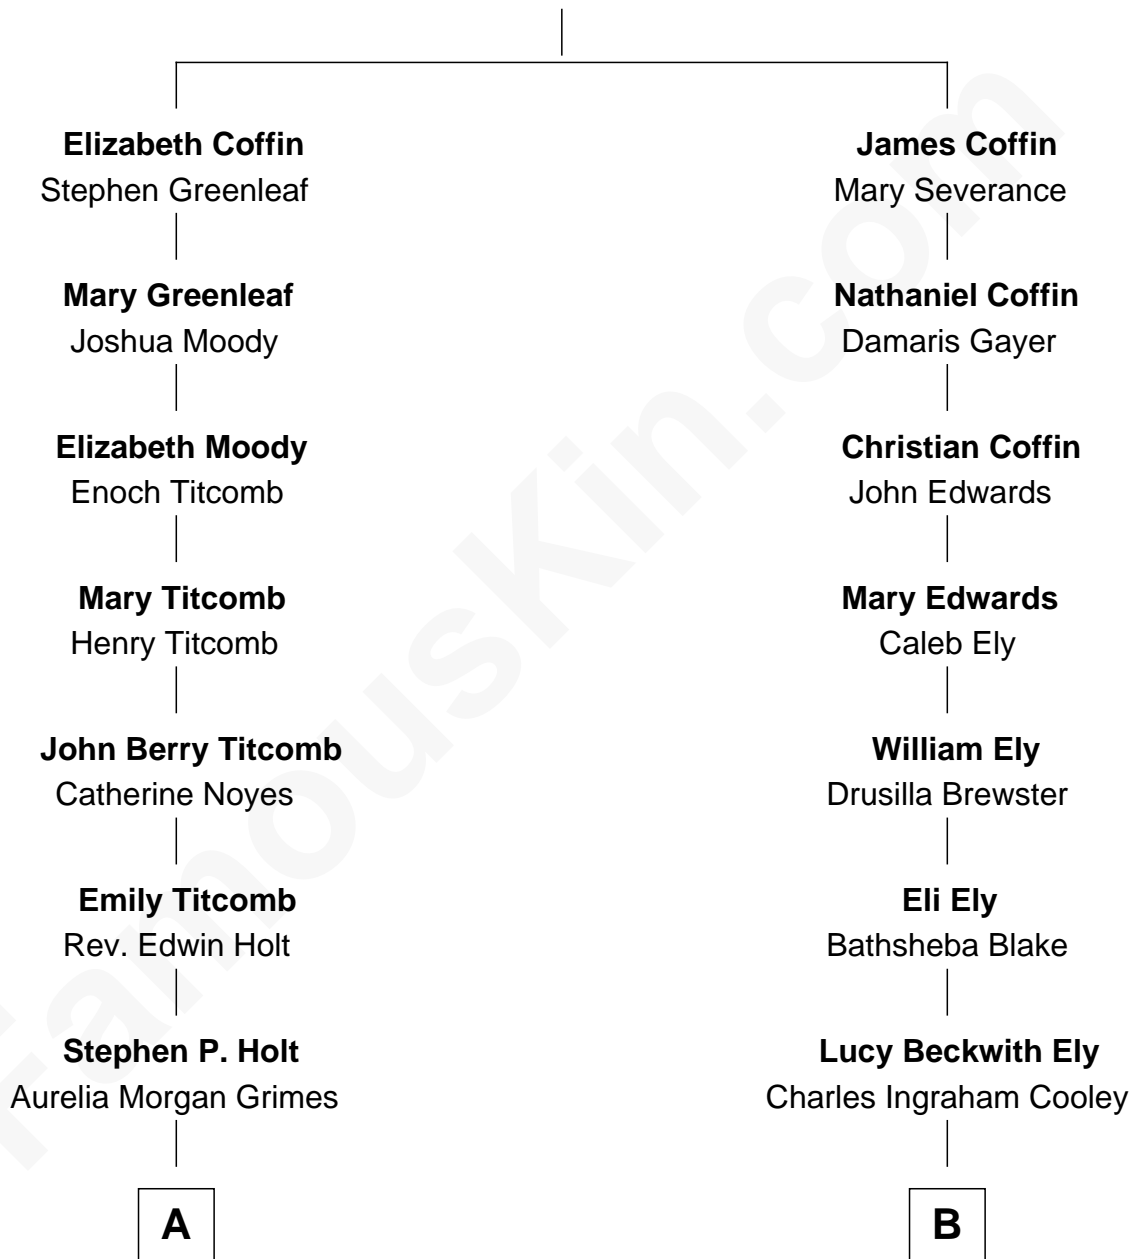 Elizabeth Coffin
Stephen Greenleaf
Mary Greenleaf
Joshua Moody
Elizabeth Moody
Enoch Titcomb
Mary Titcomb
Henry Titcomb
John Berry Titcomb
Catherine Noyes
Emily Titcomb
Rev. Edwin Holt
Stephen P. Holt
Aurelia Morgan Grimes
A
James Coffin
Mary Severance
Nathaniel Coffin
Damaris Gayer
Christian Coffin
John Edwards
Mary Edwards
Caleb Ely
William Ely
Drusilla Brewster
Eli Ely
Bathsheba Blake
Lucy Beckwith Ely
Charles Ingraham Cooley
B
FamousKin.com